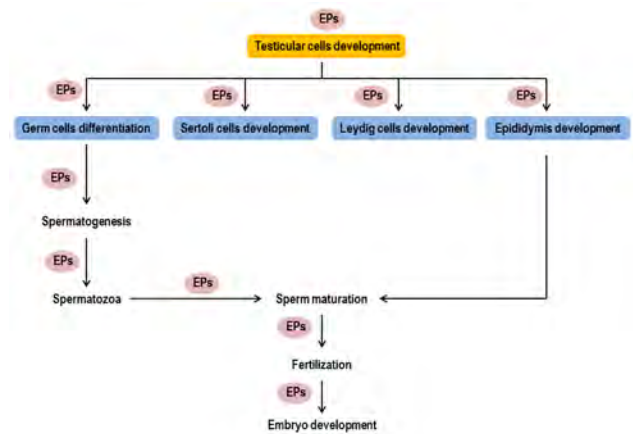 EPs
Testicular cells development
EPs EPs EPs EPs
Germ cells differentiation Sertoli cells development Leydig cells development Epididymis development
EPs
Spermatogenesis
EPs
EPs
Spermatozoa Sperm maturation
EPs
Fertilization
EPs
Embryo development